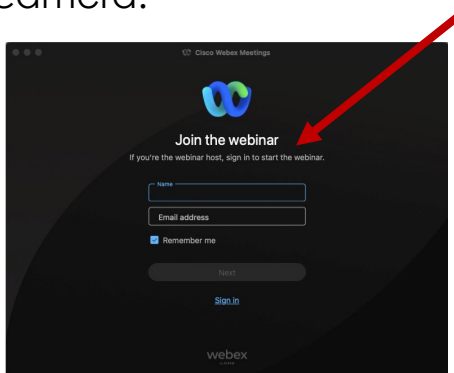 camera.
Cisco Webex Meetings
Join the webinar
If you're the webinar host, sign in to start the webinar.
Name
Email address
Remember me
Next
Sign in
webex